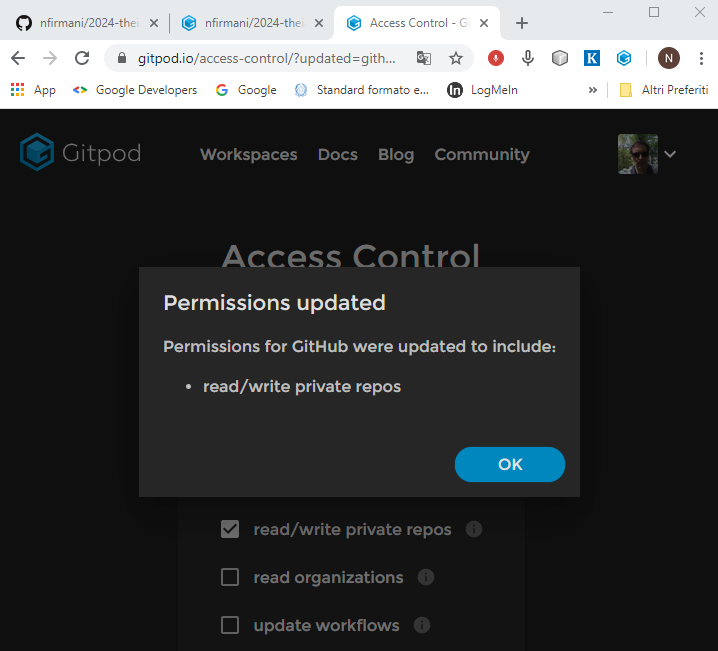 nfirmani/2024-thei
nfirmani/2024-thei
Access Control - Gi
gitpod.io/access-control/?updated=gith...
K
N
App
Google Developers
Google
Standard formato e...
In
LogMeIn
»
Altri Preferiti
Gitpod
Workspaces
Docs
Blog
Community
Access Control
Permissions updated
Permissions for GitHub were updated to include:
• read/write private repos
OK
read/write private repos
read organizations
update workflows